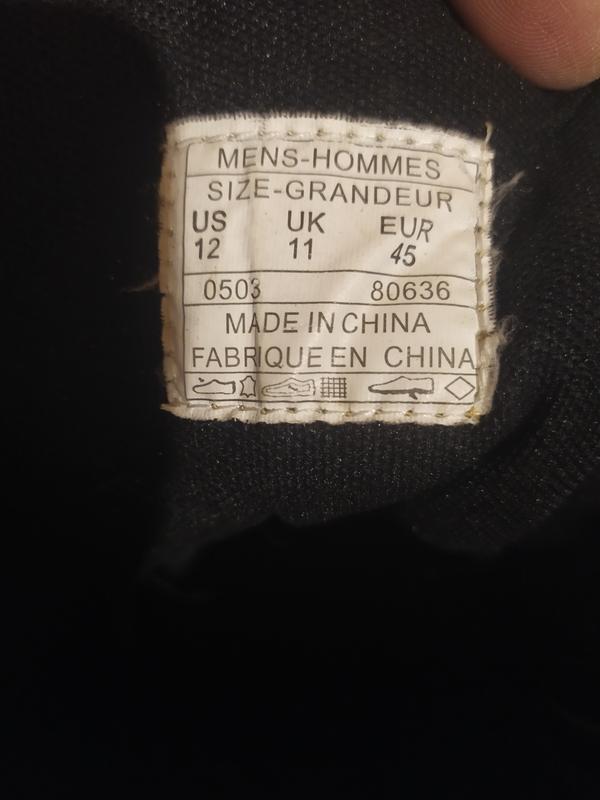 MENS-HOMMES
SIZE-GRANDEUR
US UK EUR
12 11 45
0503 80636
MADE IN CHINA
FABRIQUE EN CHINA